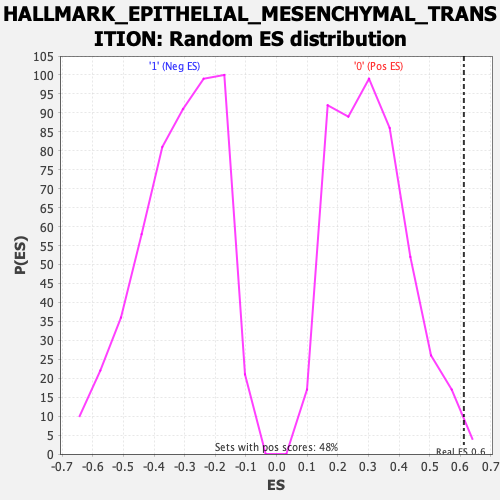 HALLMARK_EPITHELIAL_MESENCHYMAL_TRANS
ITION: Random ES distribution
'1' (Neg ES)
'0' (Pos ES)
105
100
95
90
85
80
75
70
65
60
55
50
45
40
35
30
25
20
15
10
5
0
P(ES)
Sets with pos scores: 48%
Real ES 0.6
-0.7 -0.6 -0.5 -0.4 -0.3 -0.2 -0.1 0.0 0.1 0.2 0.3 0.4 0.5 0.6 0.7
ES